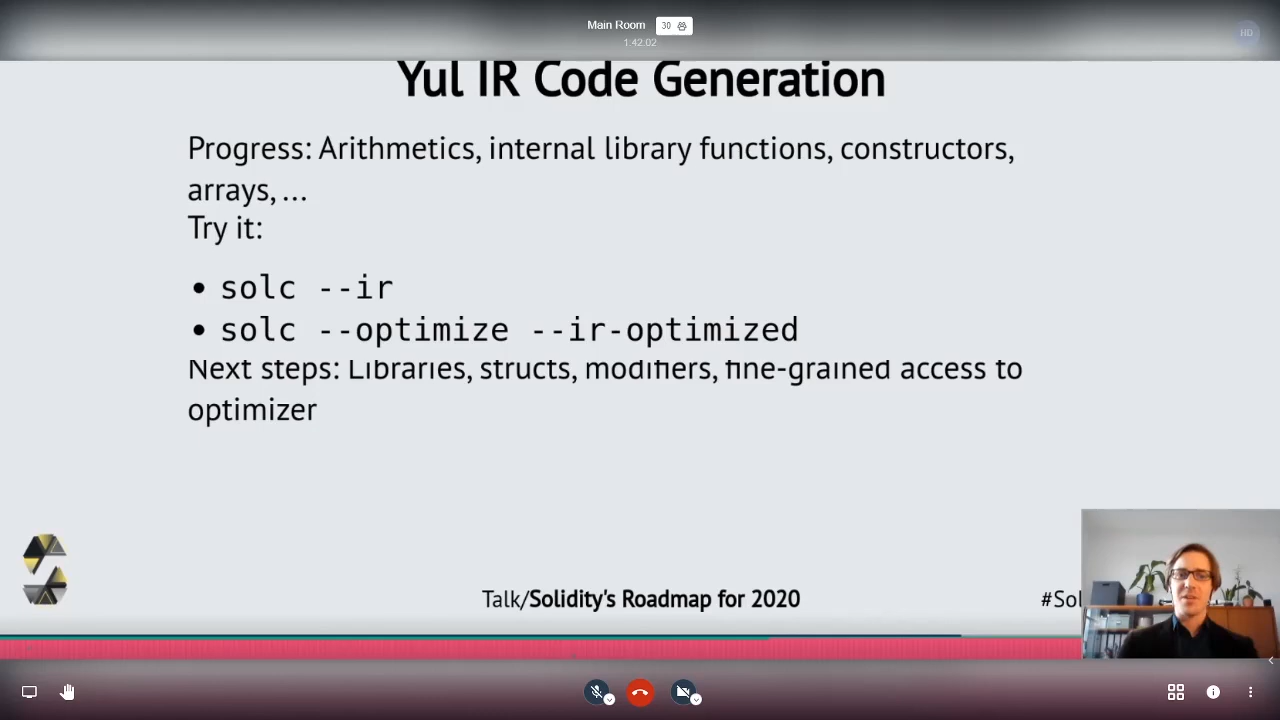 Main Room 30
1:42:02
HD
Yul IR Code Generation
Progress: Arithmetics, internal library functions, constructors,
arrays, ...
Try it:
• solc --ir
• solc --optimize --ir-optimized
Next steps: Libraries, structs, modifiers, fine-grained access to
optimizer
Talk/Solidity's Roadmap for 2020
#Sol